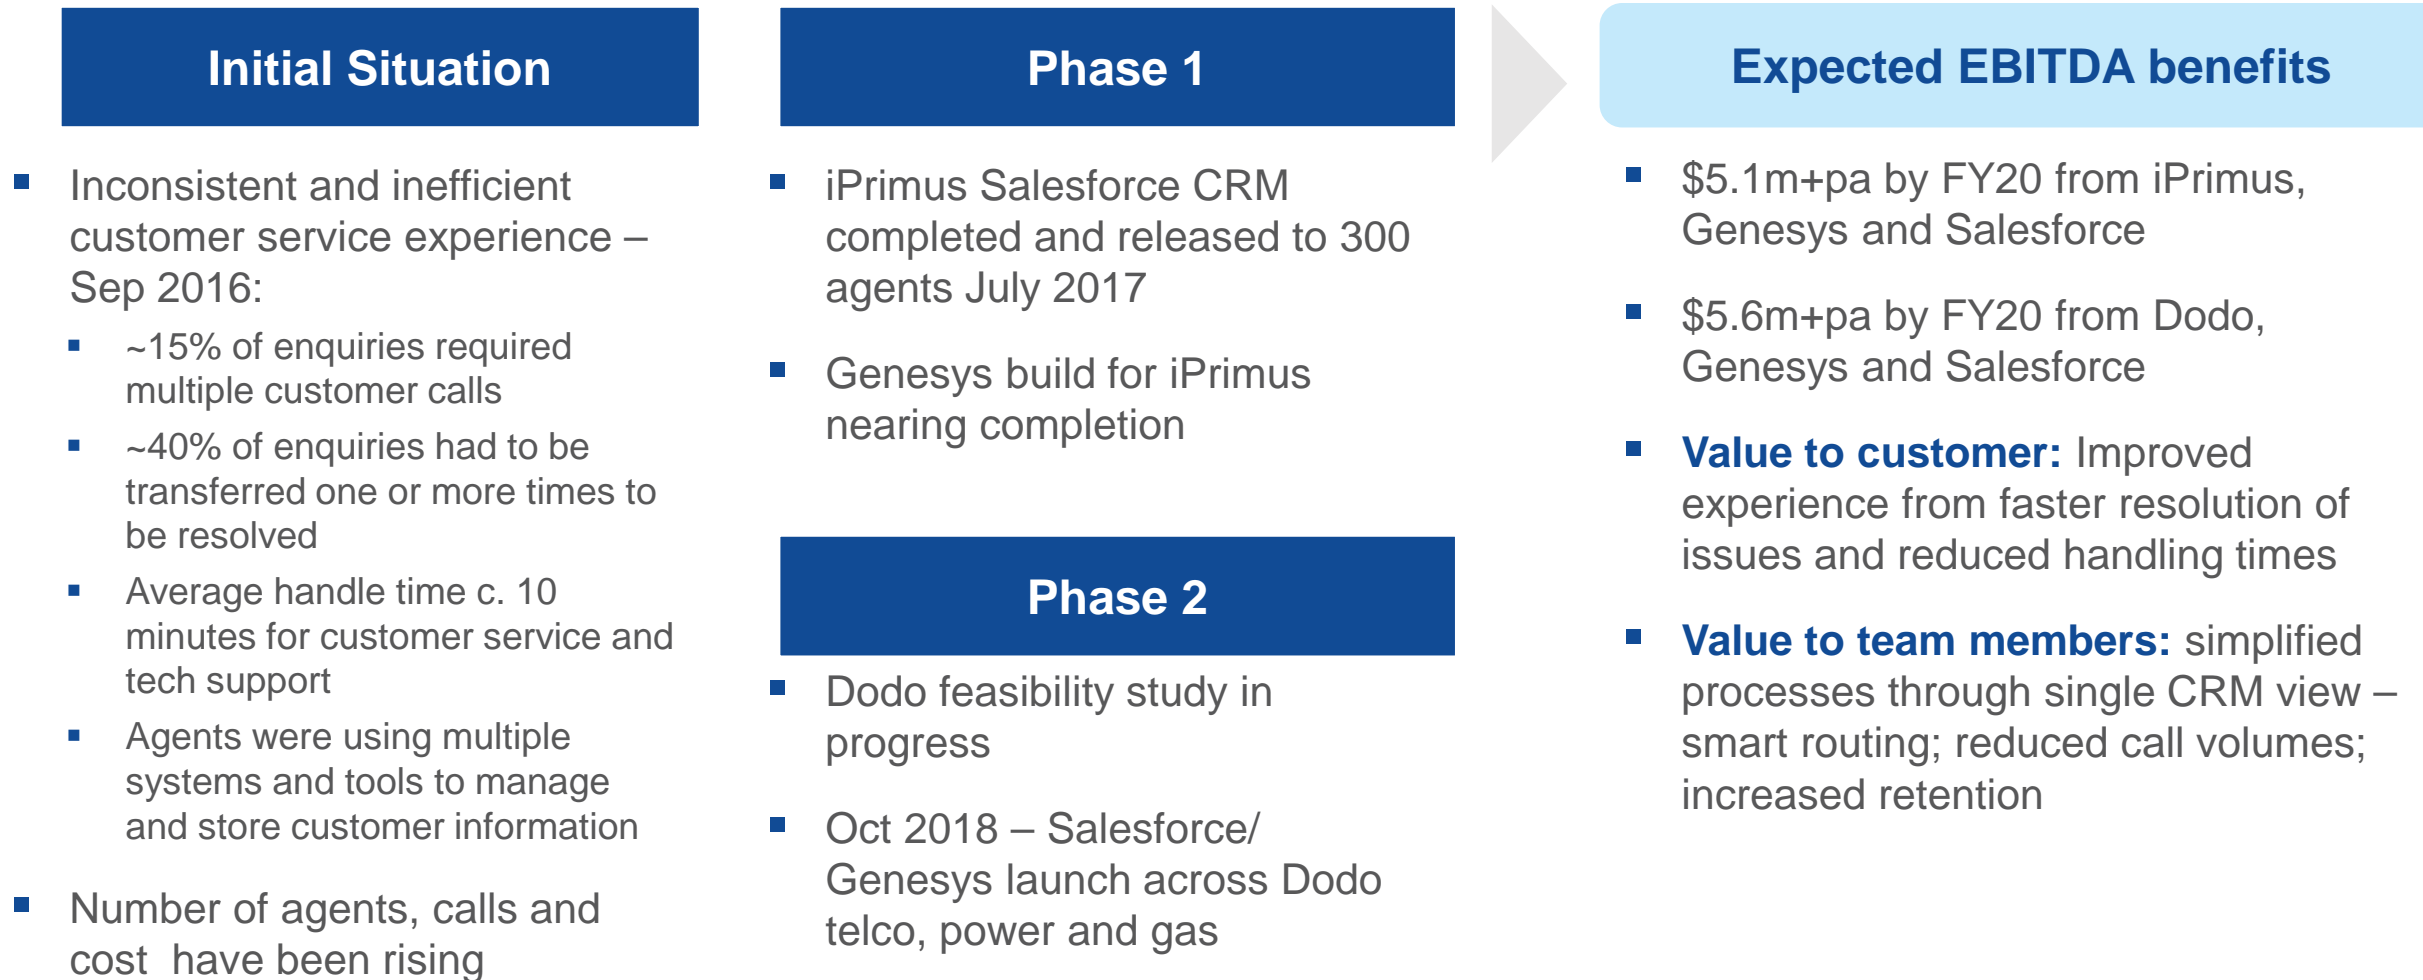 Initial Situation
Inconsistent and inefficient
customer service experience –
Sep 2016:
~15% of enquiries required
multiple customer calls
~40% of enquiries had to be
transferred one or more times to
be resolved
Average handle time c. 10
minutes for customer service and
tech support
Agents were using multiple
systems and tools to manage
and store customer information
Number of agents, calls and
cost  have been rising
Phase 1
iPrimus Salesforce CRM
completed and released to 300
agents July 2017
Genesys build for iPrimus
nearing completion
Phase 2
Dodo feasibility study in
progress
Oct 2018 – Salesforce/
Genesys launch across Dodo
telco, power and gas
Expected EBITDA benefits
$5.1m+pa by FY20 from iPrimus,
Genesys and Salesforce
$5.6m+pa by FY20 from Dodo,
Genesys and Salesforce
Value to customer: Improved
experience from faster resolution of
issues and reduced handling times
Value to team members: simplified
processes through single CRM view –
smart routing; reduced call volumes;
increased retention